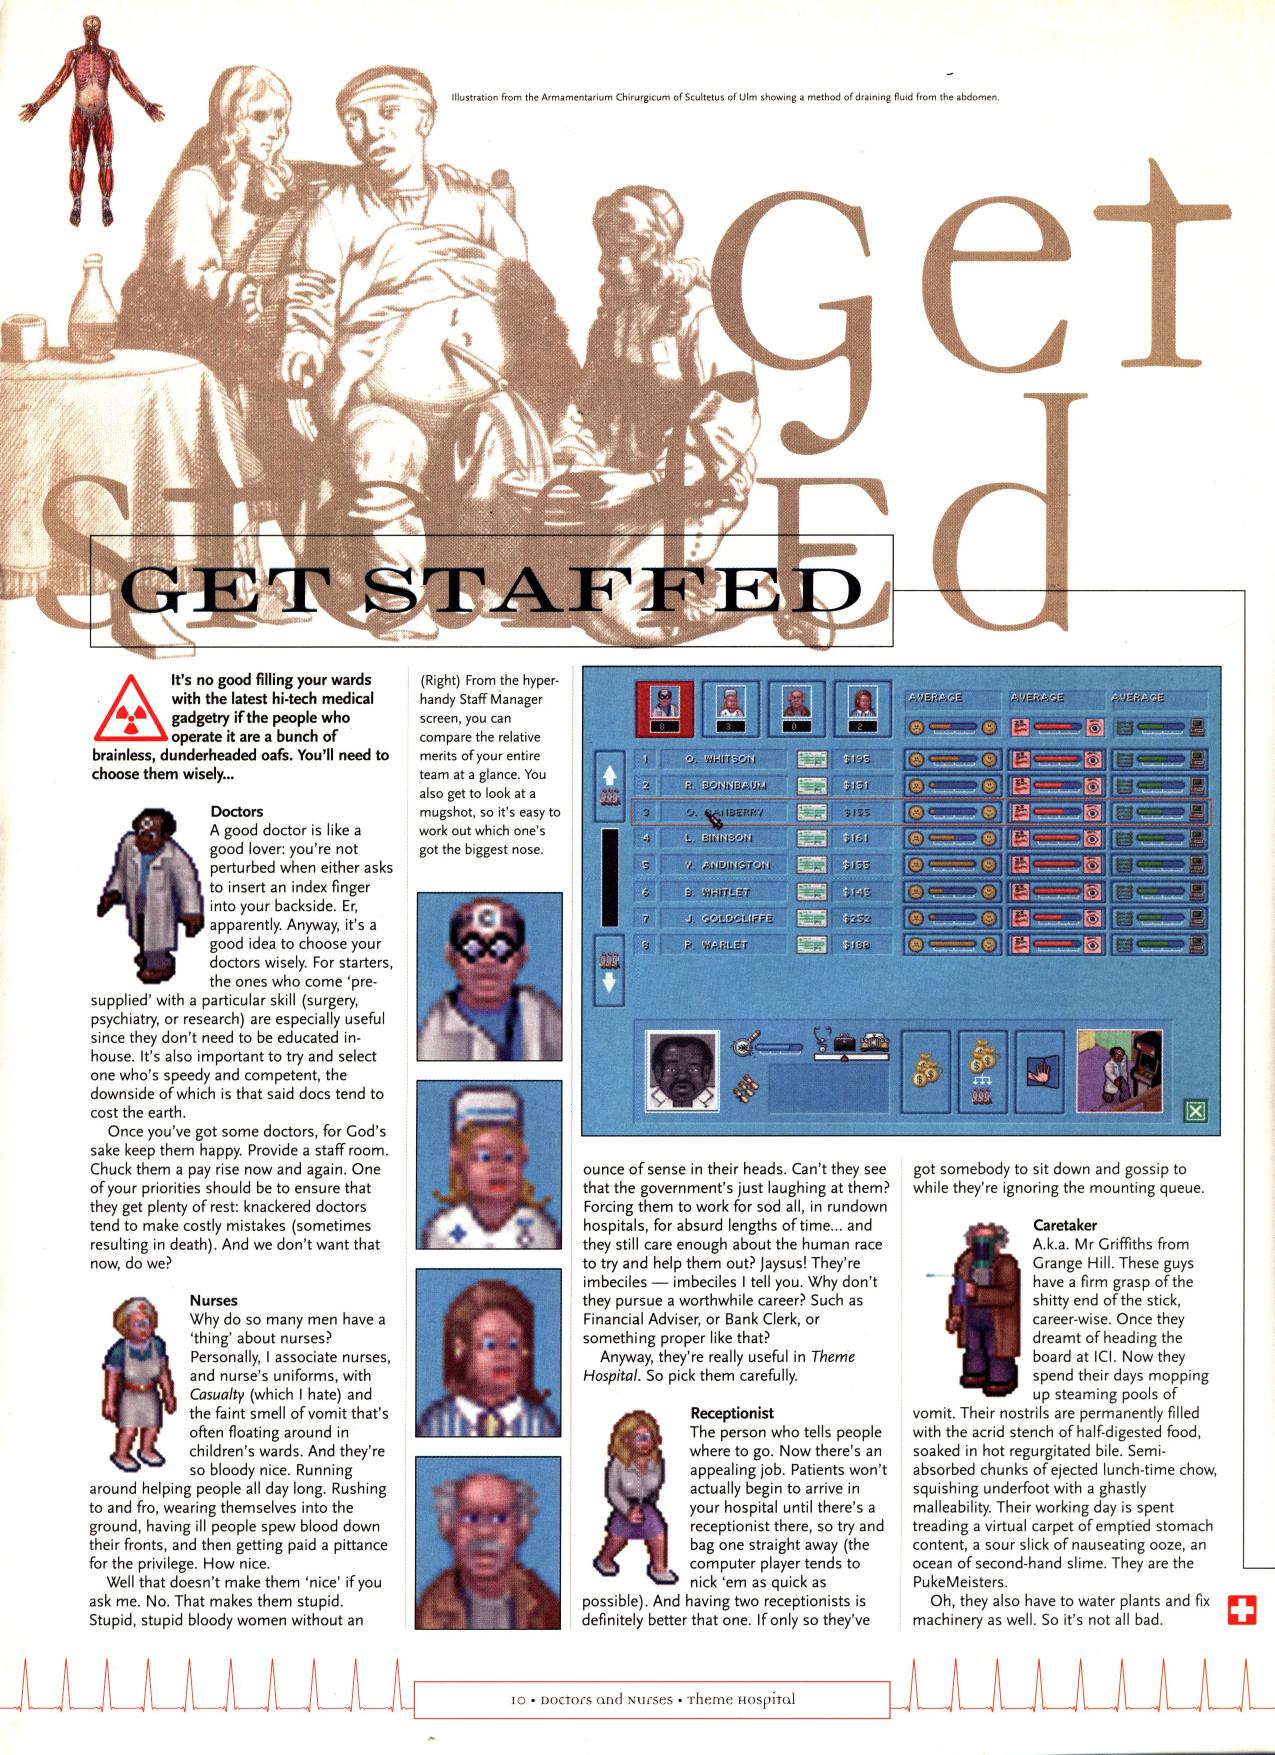 Illustration from the Armamentarium Chirurgicum of Scultetus of Ulm showing a method of draining fluid from the abdomen.
get
d
GET STAFFED
It's no good filling your wards
with the latest hi-tech medical
gadgetry if the people who
operate it are a bunch of
brainless, dunderheaded oafs. You'll need to
choose them wisely...
Doctors
A good doctor is like a
good lover: you're not
perturbed when either asks
to insert an index finger
into your backside. Er,
apparently. Anyway, it's a
good idea to choose your
doctors wisely. For starters,
the ones who come 'pre-
supplied' with a particular skill (surgery,
psychiatry, or research) are especially useful
since they don't need to be educated in-
house. It's also important to try and select
one who's speedy and competent, the
downside of which is that said docs tend to
cost the earth.
Once you've got some doctors, for God's
sake keep them happy. Provide a staff room.
Chuck them a pay rise now and again. One
of your priorities should be to ensure that
they get plenty of rest: knackered doctors
tend to make costly mistakes (sometimes
resulting in death). And we don't want that
now, do we?
Nurses
Why do so many men have a
'thing' about nurses?
Personally, I associate nurses,
and nurse's uniforms, with
Casualty (which I hate) and
the faint smell of vomit that's
often floating around in
children's wards. And they're
so bloody nice. Running
around helping people all day long. Rushing
to and fro, wearing themselves into the
ground, having ill people spew blood down
their fronts, and then getting paid a pittance
for the privilege. How nice.
Well that doesn't make them 'nice' if you
ask me. No. That makes them stupid.
Stupid, stupid bloody women without an
(Right) From the hyper-
handy Staff Manager
screen, you can
compare the relative
merits of your entire
team at a glance. You
also get to look at a
mugshot, so it's easy to
work out which one's
got the biggest nose.
8 3 0 2
AVERAGE AVERAGE AVERAGE
1 O. WHITSON $195
2 R. BONNBAUM $151
3 $155
4 L. BINNSON $161
5 V. ANDINGTON $155
6 B. WHITLET $145
7 J. GOLDCLIFFE $252
8 P. WARLET $188
ounce of sense in their heads. Can't they see
that the government's just laughing at them?
Forcing them to work for sod all, in rundown
hospitals, for absurd lengths of time... and
they still care enough about the human race
to try and help them out? Jaysus! They're
imbeciles — imbeciles I tell you. Why don't
they pursue a worthwhile career? Such as
Financial Adviser, or Bank Clerk, or
something proper like that?
Anyway, they're really useful in Theme
Hospital. So pick them carefully.
Receptionist
The person who tells people
where to go. Now there's an
appealing job. Patients won't
actually begin to arrive in
your hospital until there's a
receptionist there, so try and
bag one straight away (the
computer player tends to
nick 'em as quick as
possible). And having two receptionists is
definitely better that one. If only so they've
got somebody to sit down and gossip to
while they're ignoring the mounting queue.
Caretaker
A.k.a. Mr Griffiths from
Grange Hill. These guys
have a firm grasp of the
shitty end of the stick,
career-wise. Once they
dreamt of heading the
board at ICI. Now they
spend their days mopping
up steaming pools of
vomit. Their nostrils are permanently filled
with the acrid stench of half-digested food,
soaked in hot regurgitated bile. Semi-
absorbed chunks of ejected lunch-time chow,
squishing underfoot with a ghastly
malleability. Their working day is spent
treading a virtual carpet of emptied stomach
content, a sour slick of nauseating ooze, an
ocean of second-hand slime. They are the
PukeMeisters.
Oh, they also have to water plants and fix
machinery as well. So it's not all bad.
10 • Doctors and Nurses • Theme Hospital